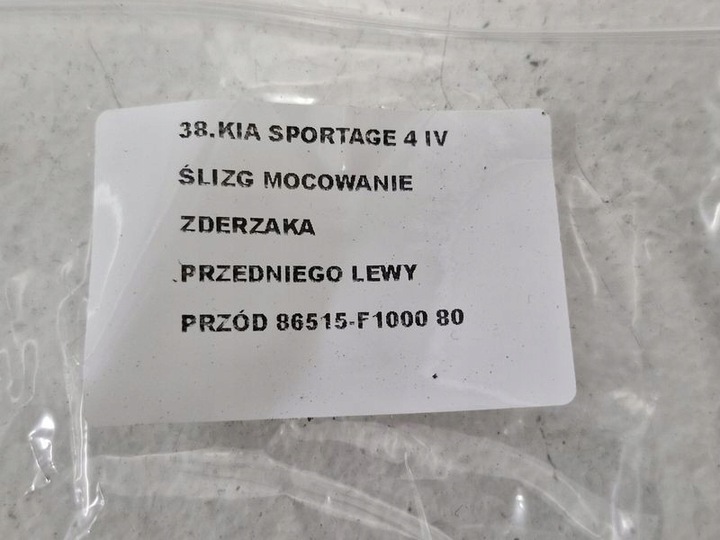 38.KIA SPORTAGE 4 IV
ŚLIZG MOCOWANIE
ZDERZAKA
PRZEDNIEGO LEWY
PRZÓD 86515-F1000 80